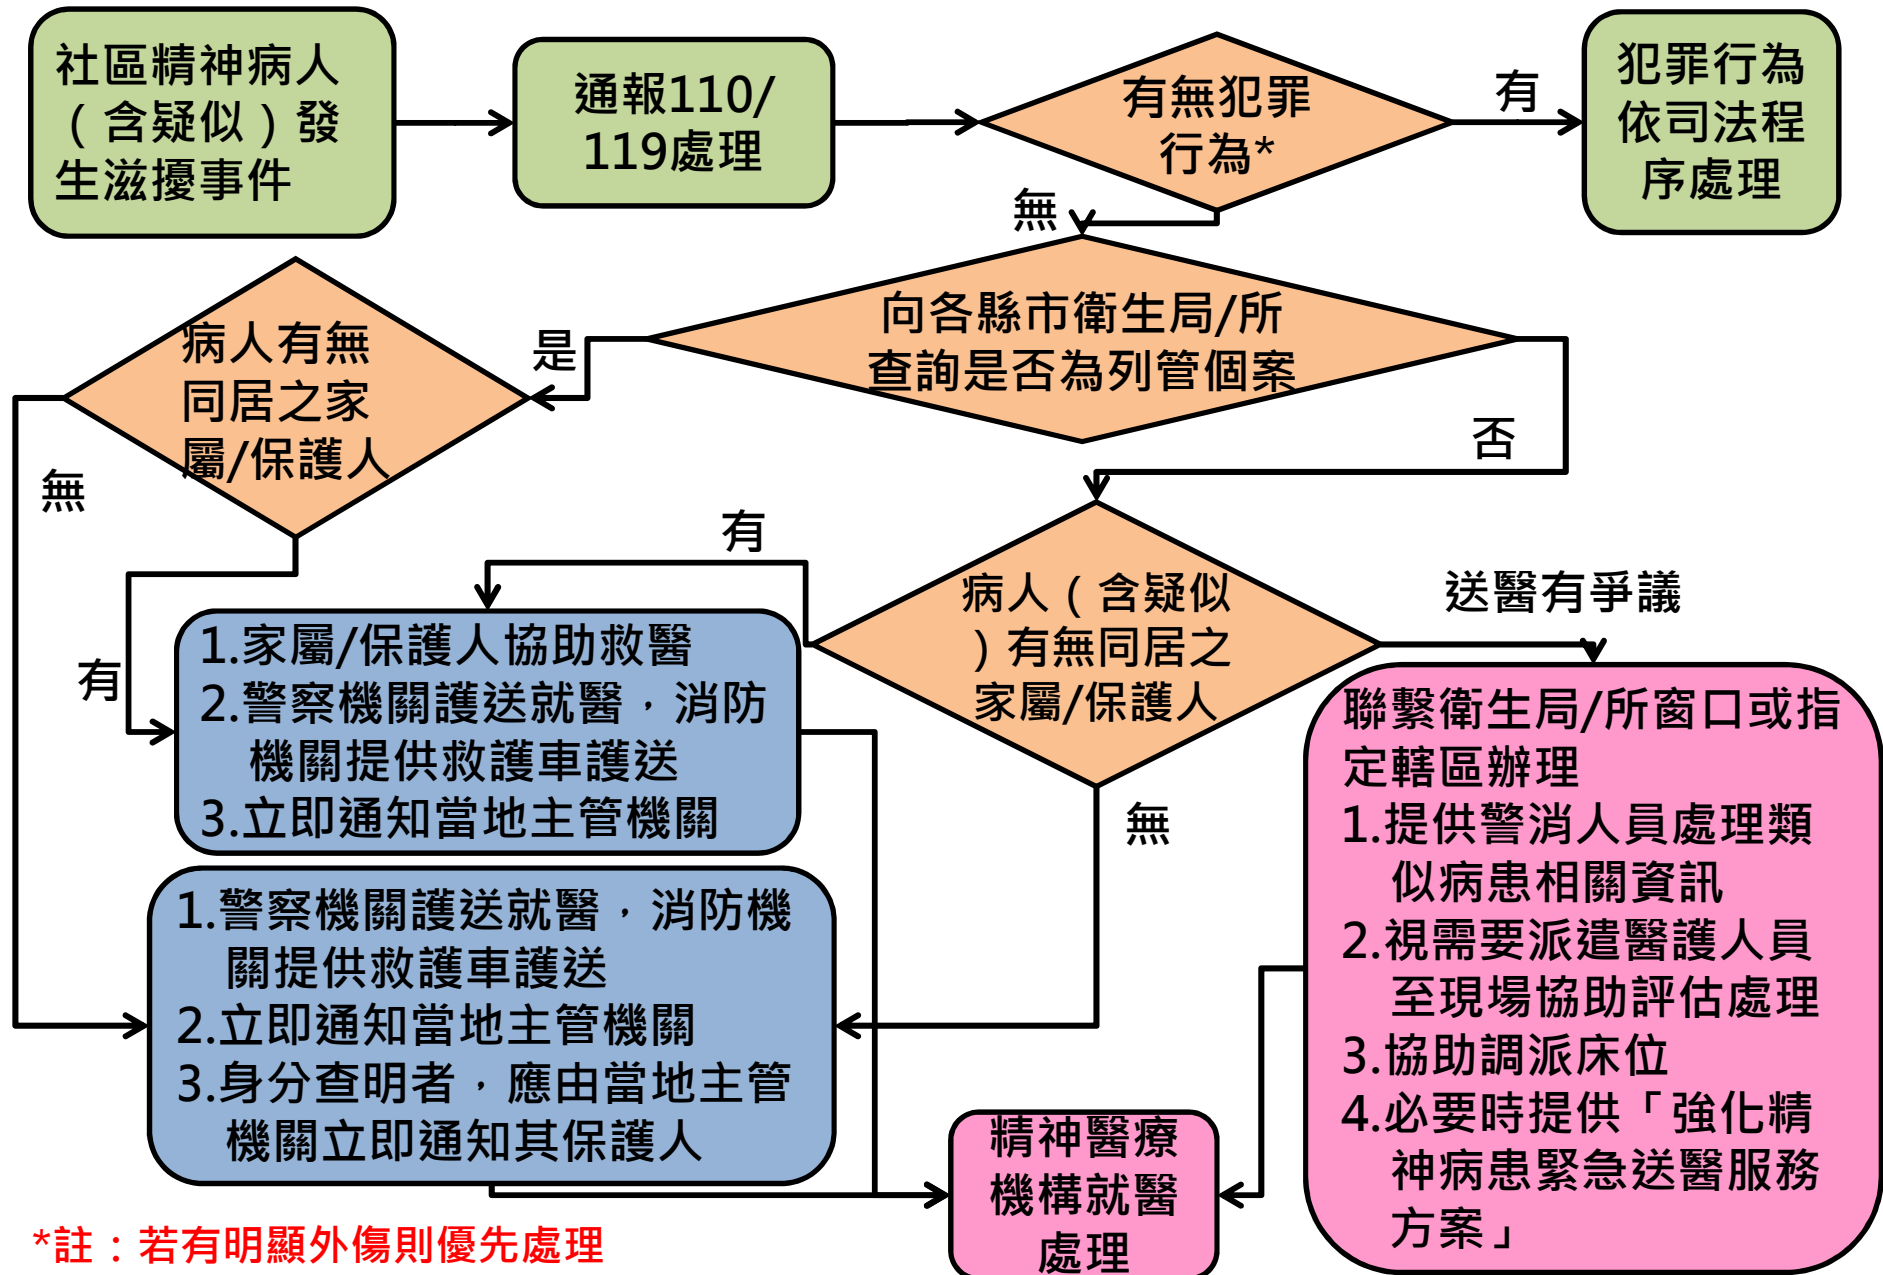 社區精神病人
（含疑似）發
生滋擾事件
通報110/
119處理
有無犯罪
行為*
有
犯罪行為
依司法程
序處理
無
向各縣市衛生局/所
查詢是否為列管個案
是
否
病人有無
同居之家
屬/保護人
無
有
有
病人（含疑似
）有無同居之
家屬/保護人
送醫有爭議
無
1.家屬/保護人協助救醫
2.警察機關護送就醫，消防
機關提供救護車護送
3.立即通知當地主管機關
1.警察機關護送就醫，消防機
關提供救護車護送
2.立即通知當地主管機關
3.身分查明者，應由當地主管
機關立即通知其保護人
聯繫衛生局/所窗口或指
定轄區辦理
1.提供警消人員處理類
似病患相關資訊
2.視需要派遣醫護人員
至現場協助評估處理
3.協助調派床位
4.必要時提供「強化精
神病患緊急送醫服務
方案」
精神醫療
機構就醫
處理
*註：若有明顯外傷則優先處理